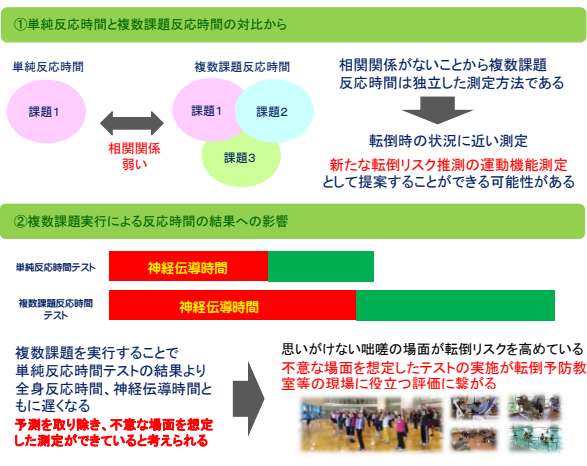 ①単純反応時間と複数課題反応時間の対比から
単純反応時間
複数課題反応時間
課題1
課題1
課題2
課題3
相関関係
弱い
相関関係がないことから複数課題
反応時間は独立した測定方法である
転倒時の状況に近い測定
新たな転倒リスク推測の運動機能測定
として提案することができる可能性がある
②複数課題実行による反応時間の結果への影響
単純反応時間テスト
神経伝導時間
複数課題反応時間
テスト
神経伝導時間
複数課題を実行することで
単純反応時間テストの結果より
全身反応時間、神経伝導時間と
もに遅くなる
予測を取り除き、不意な場面を想定
した測定ができていると考えられる
思いがけない咄嗟の場面が転倒リスクを高めている
不意な場面を想定したテストの実施が転倒予防教
室等の現場に役立つ評価に繋がる